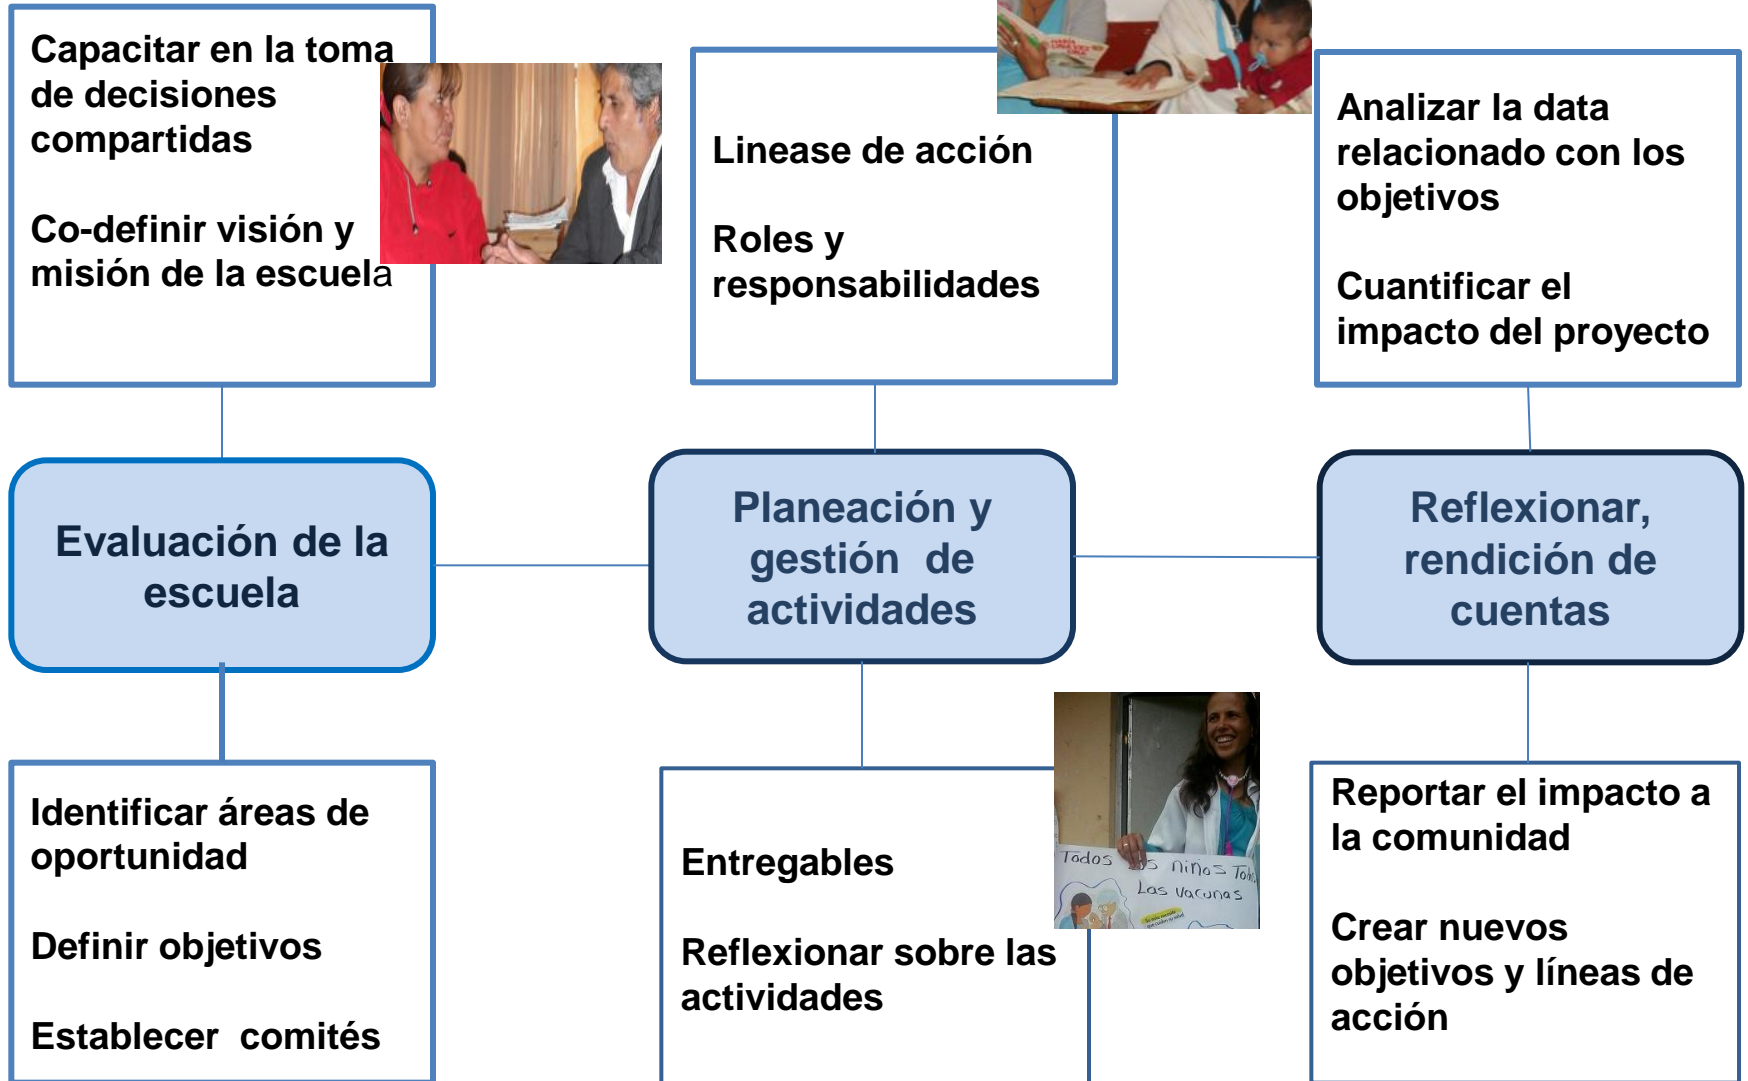 Capacitar en la toma
de decisiones
compartidas
Co-definir visión y
misión de la escuela
Linease de acción
Roles y
responsabilidades
Analizar la data
relacionado con los
objetivos
Cuantificar el
impacto del proyecto
Evaluación de la
escuela
Planeación y
gestión de
actividades
Reflexionar,
rendición de
cuentas
Identificar áreas de
oportunidad
Definir objetivos
Establecer comités
Entregables
Reflexionar sobre las
actividades
Todos los niños Todas
Las vacunas
Reportar el impacto a
la comunidad
Crear nuevos
objetivos y líneas de
acción